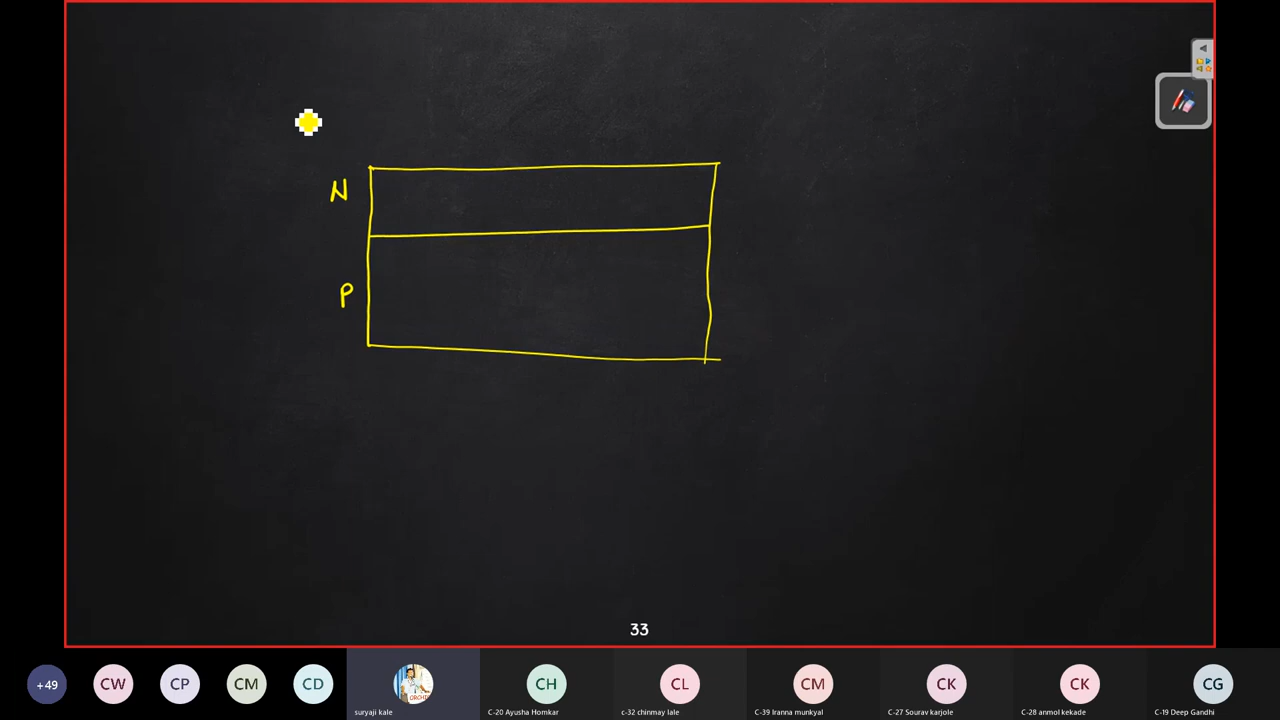 N
P
33
+49
CW
CP
CM
CD
ORCHID
suryaji kale
CH
C-20 Ayusha Homkar
CL
c-32 chinmay lale
CM
C-39 Iranna munkyal
CK
C-27 Sourav karjole
CK
C-28 anmol kekade
CG
C-19 Deep Gandhi